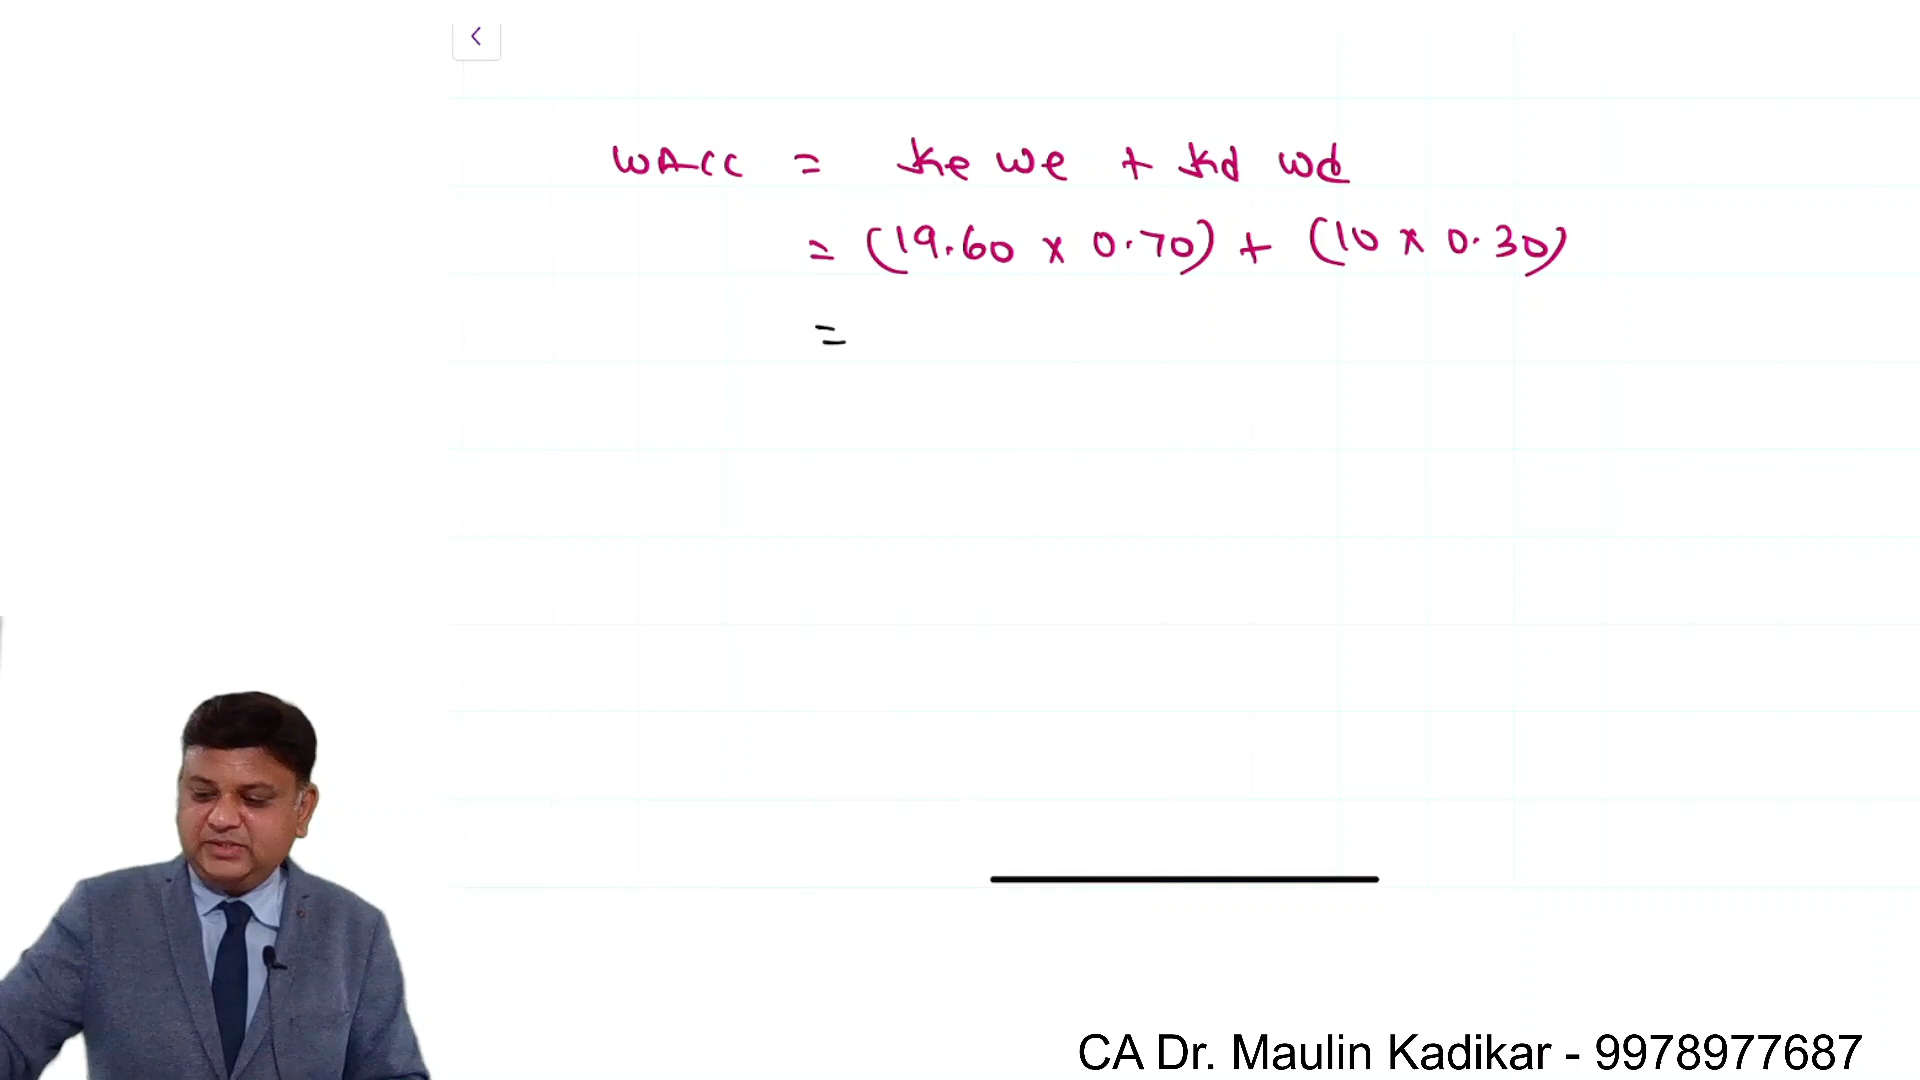 WACC = Ke We + Kd Wd
= (19.60 x 0.70) + (10 x 0.30)
=
CA Dr. Maulin Kadikar - 9978977687